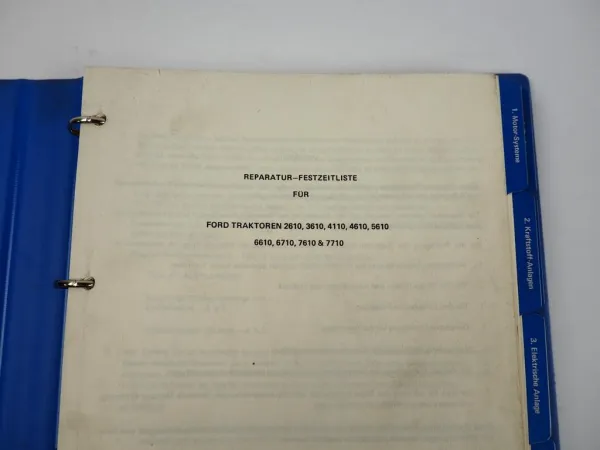 REPARATUR-FESTZEITLISTE
FÜR
FORD TRAKTOREN 2610, 3610, 4110, 4610, 5610
6610, 6710, 7610 & 7710
1. Motor-Systeme
2. Kraftstoff Anlagen
3. Elektrische Anlage